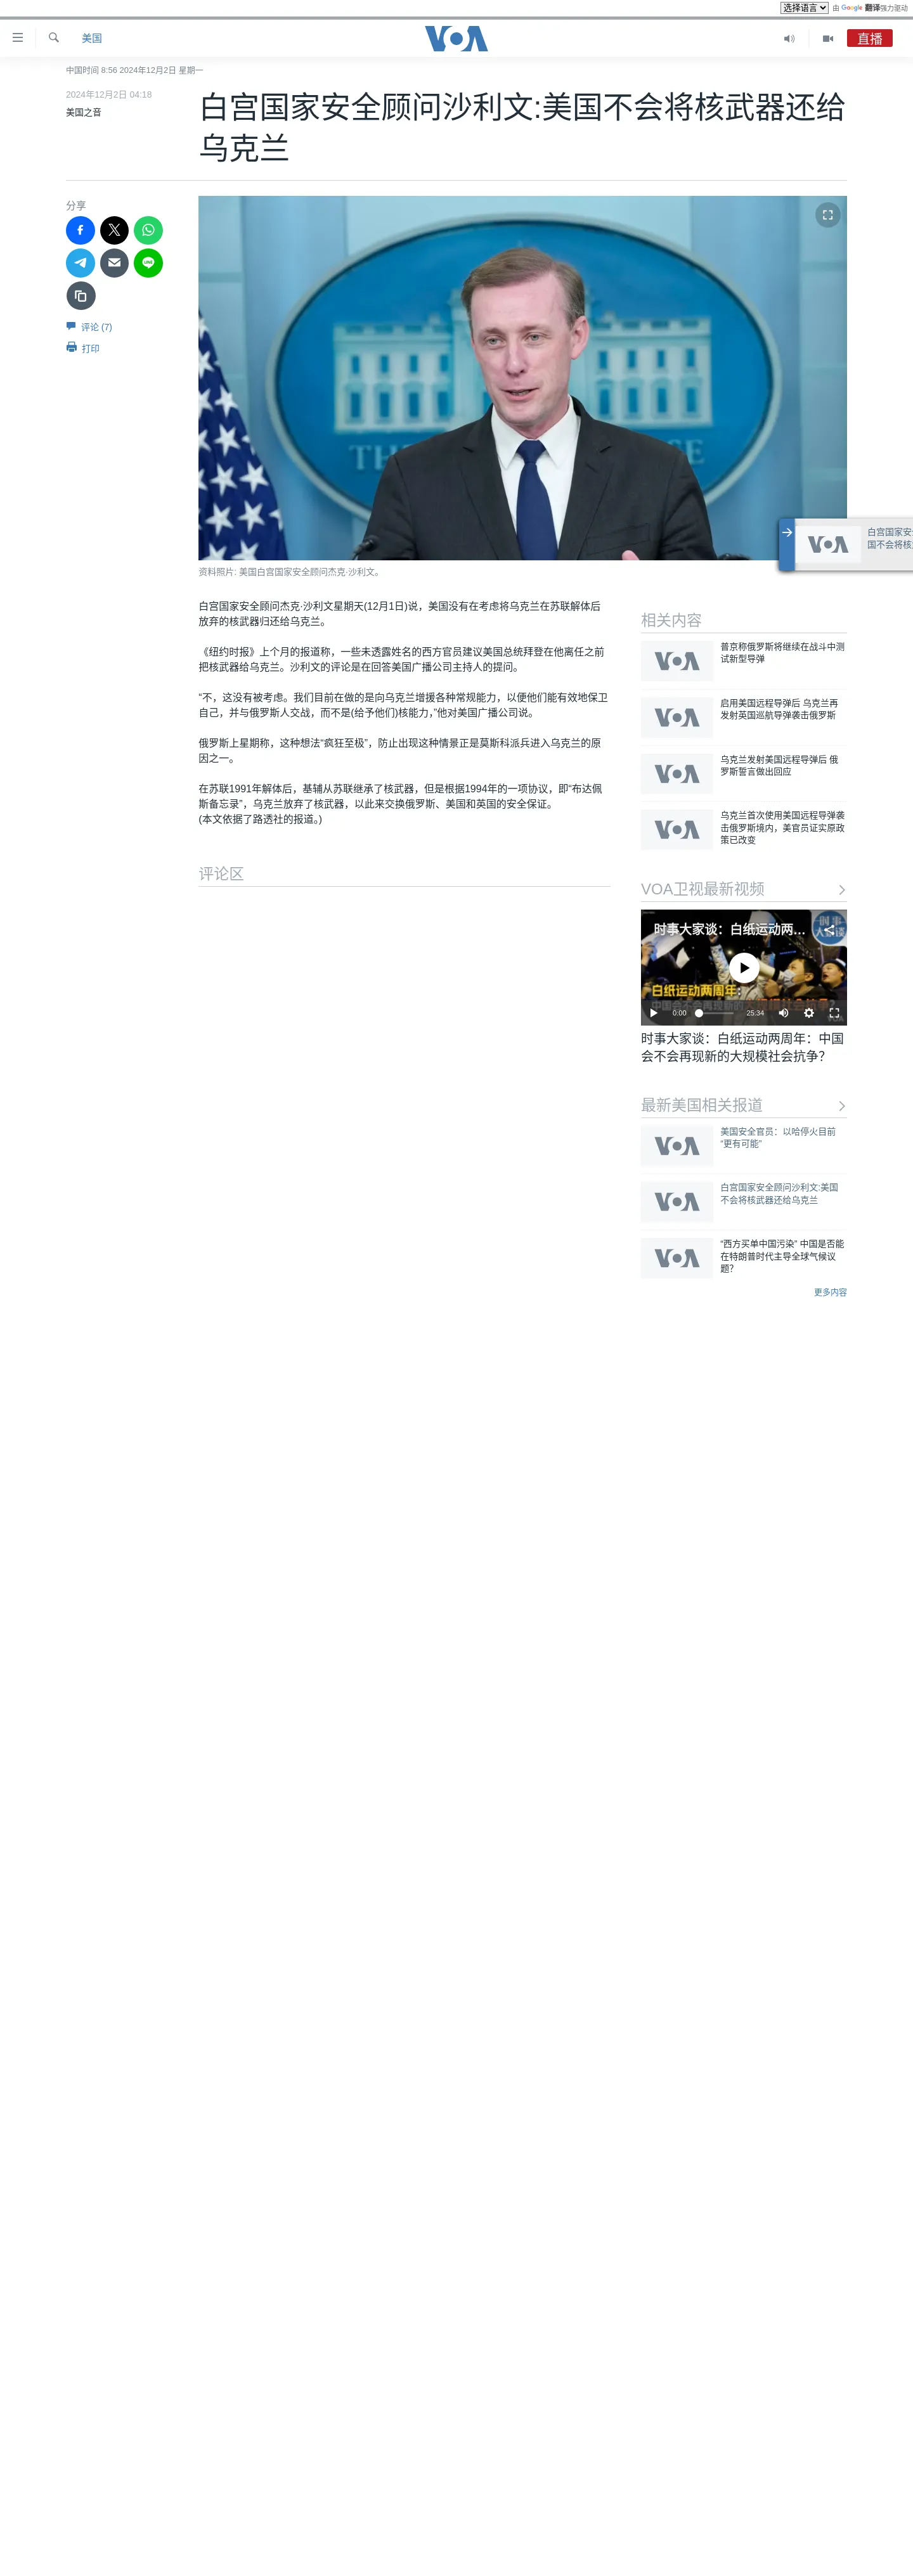 选择语言 由 Google 翻译强力驱动
美国
VOA
直播
中国时间 8:56 2024年12月2日 星期一
2024年12月2日 04:18
美国之音
白宫国家安全顾问沙利文:美国不会将核武器还给
乌克兰
分享
评论 (7)
打印
THE
资料照片: 美国白宫国家安全顾问杰克·沙利文。
VOA
白宫国家安
国不会将核
白宫国家安全顾问杰克·沙利文星期天(12月1日)说，美国没有在考虑将乌克兰在苏联解体后
放弃的核武器归还给乌克兰。
《纽约时报》上个月的报道称，一些未透露姓名的西方官员建议美国总统拜登在他离任之前
把核武器给乌克兰。沙利文的评论是在回答美国广播公司主持人的提问。
“不，这没有被考虑。我们目前在做的是向乌克兰增援各种常规能力，以便他们能有效地保卫
自己，并与俄罗斯人交战，而不是(给予他们)核能力，”他对美国广播公司说。
俄罗斯上星期称，这种想法“疯狂至极”，防止出现这种情景正是莫斯科派兵进入乌克兰的原
因之一。
在苏联1991年解体后，基辅从苏联继承了核武器，但是根据1994年的一项协议，即“布达佩
斯备忘录”，乌克兰放弃了核武器，以此来交换俄罗斯、美国和英国的安全保证。
(本文依据了路透社的报道。)
评论区
相关内容
VOA
普京称俄罗斯将继续在战斗中测
试新型导弹
VOA
启用美国远程导弹后 乌克兰再
发射英国巡航导弹袭击俄罗斯
VOA
乌克兰发射美国远程导弹后 俄
罗斯誓言做出回应
VOA
乌克兰首次使用美国远程导弹袭
击俄罗斯境内，美官员证实原政
策已改变
VOA卫视最新视频
时事大家谈：白纸运动两…
时事
大家谈
白纸运动两周年：
中国会不会再现新的大规模社会抗争？
0:00
25:34
时事大家谈：白纸运动两周年：中国
会不会再现新的大规模社会抗争？
最新美国相关报道
VOA
美国安全官员：以哈停火目前
“更有可能”
VOA
白宫国家安全顾问沙利文:美国
不会将核武器还给乌克兰
VOA
“西方买单中国污染” 中国是否能
在特朗普时代主导全球气候议
题？
更多内容